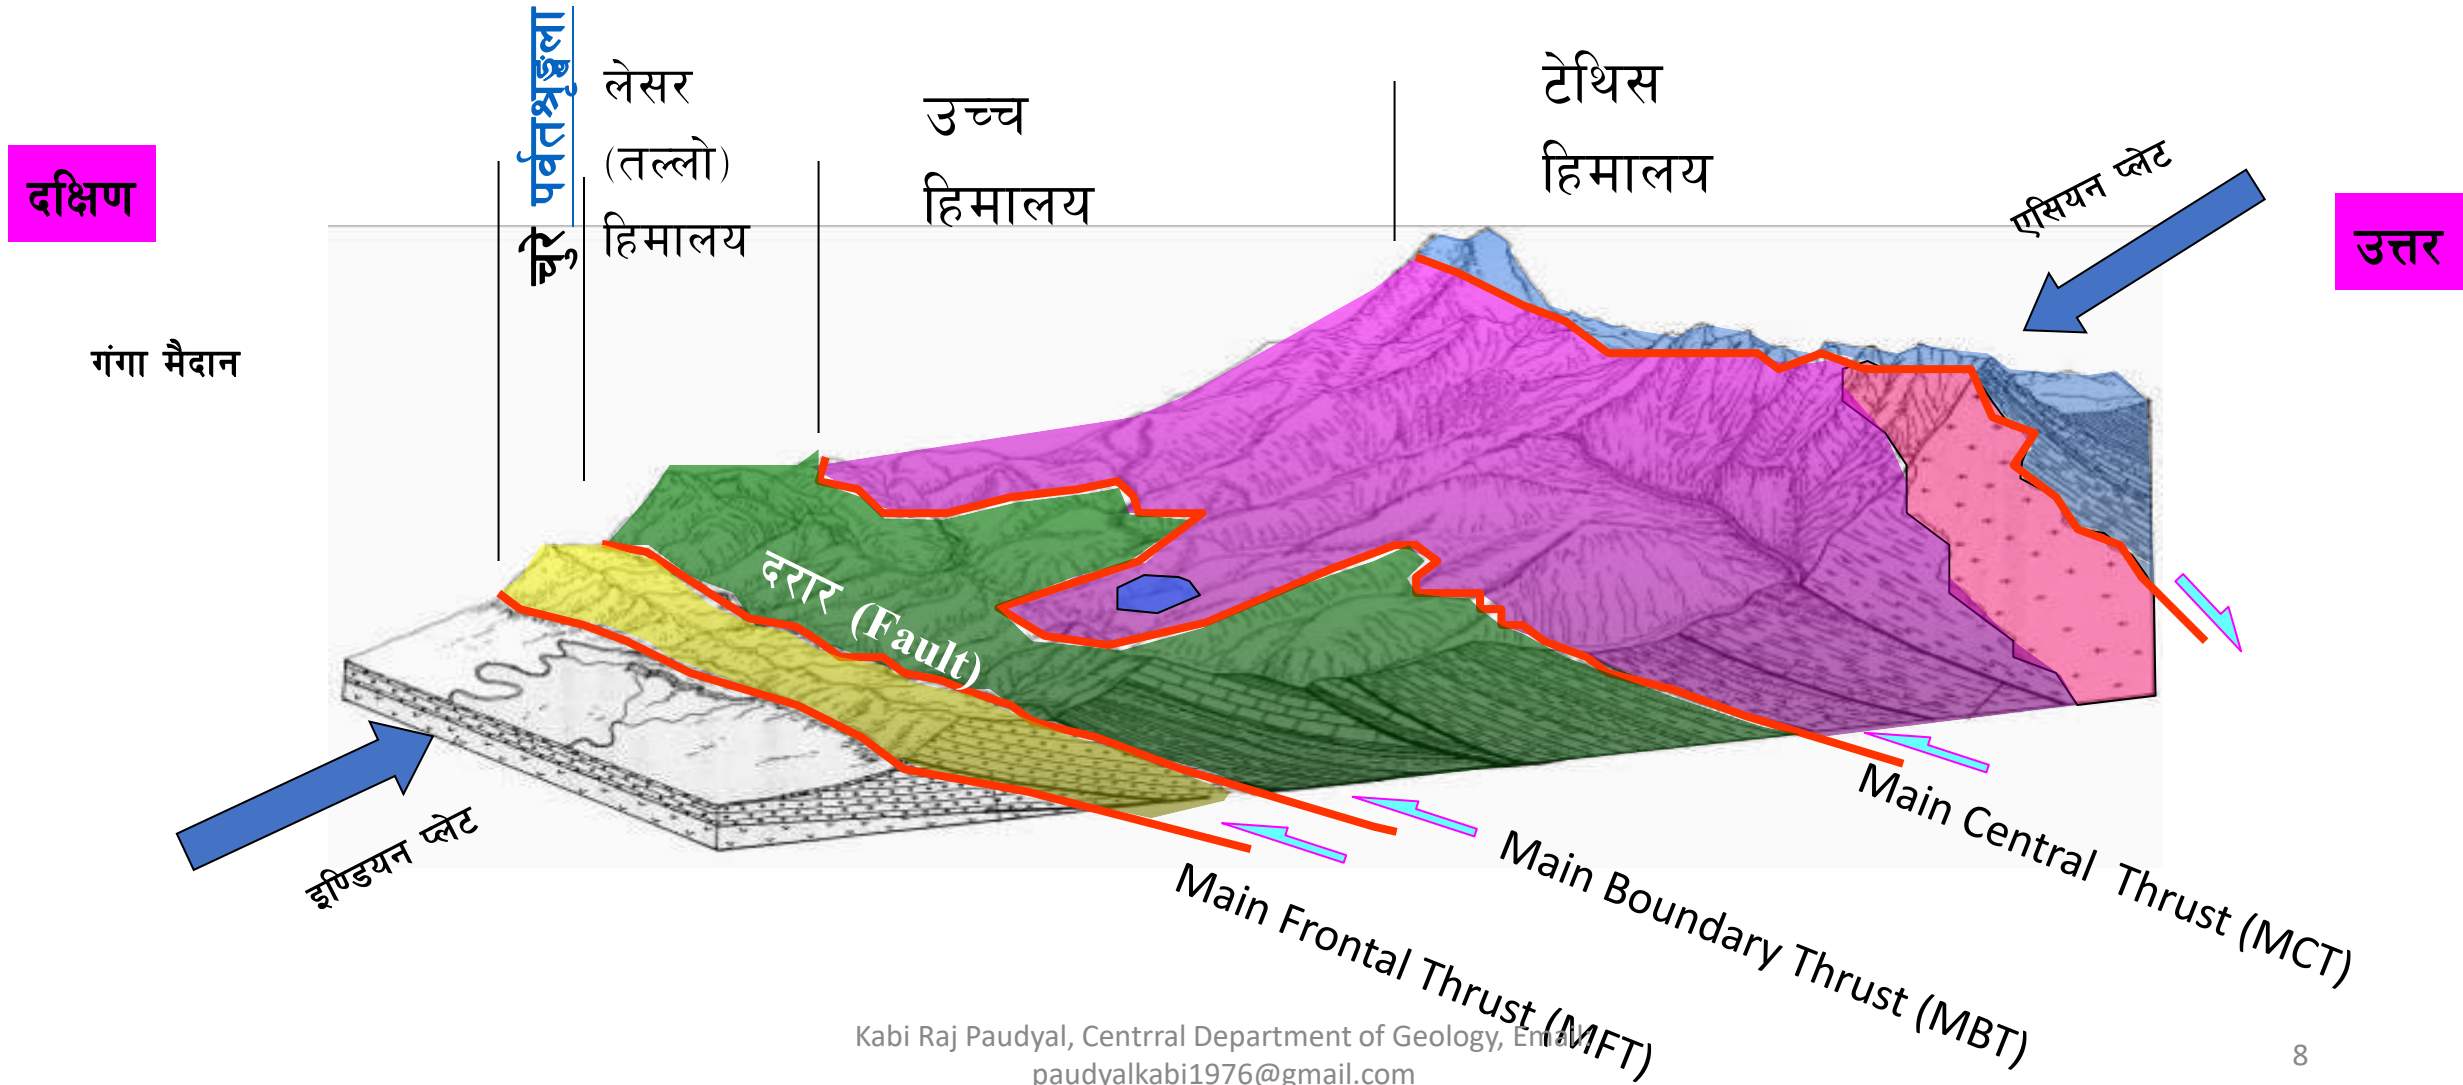 चुरे पर्वतश्रृङ्खला
लेसर
(तल्लो)
हिमालय
उच्च
हिमालय
टेथिस
हिमालय
एसियन प्लेट
दक्षिण
उत्तर
गंगा मैदान
दरार (Fault)
इण्डियन प्लेट
Main Central Thrust (MCT)
Main Boundary Thrust (MBT)
Main Frontal Thrust (MFT)
Kabi Raj Paudyal, Centrral Department of Geology, Email:
paudyalkabi1976@gmail.com
8